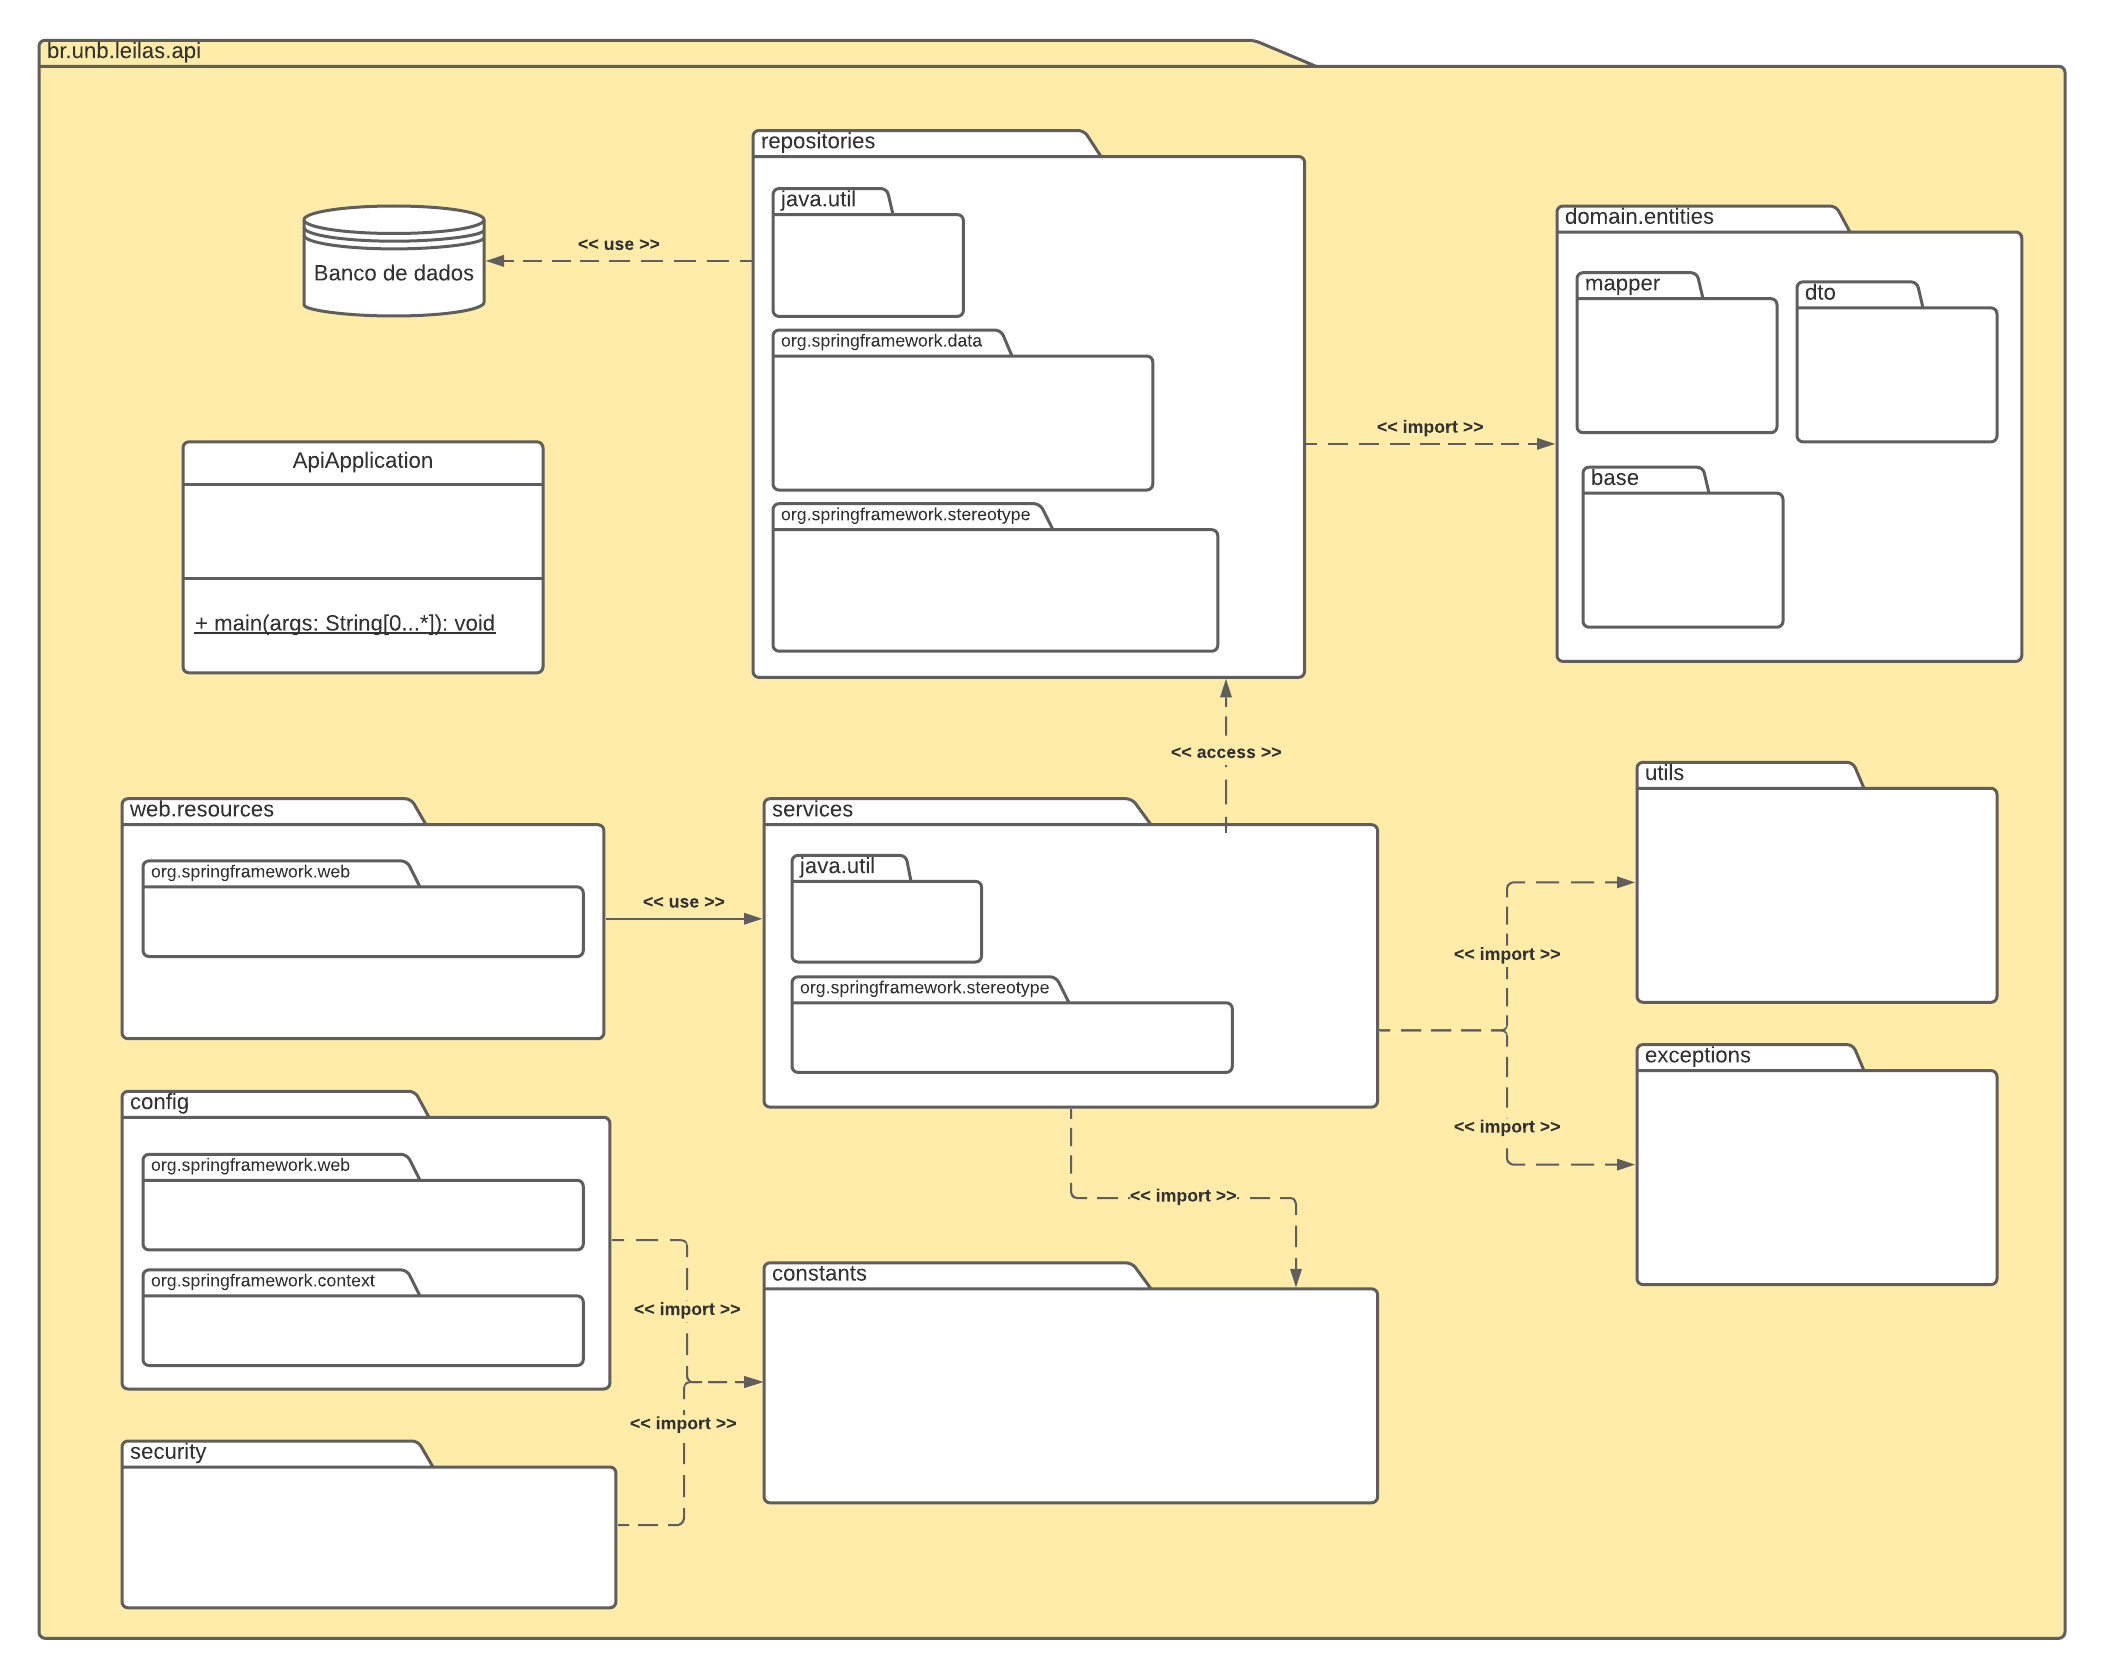 br.unb.leilas.api
repositories
java.util
org.springframework.data
org.springframework.stereotype
<< use >>
Banco de dados
domain.entities
mapper
dto
base
<< import >>
ApiApplication
+ main(args: String[0...*]): void
<< access >>
web.resources
org.springframework.web
<< use >>
services
java.util
org.springframework.stereotype
utils
<< import >>
exceptions
<< import >>
config
org.springframework.web
org.springframework.context
<< import >>
<< import >>
constants
<< import >>
security